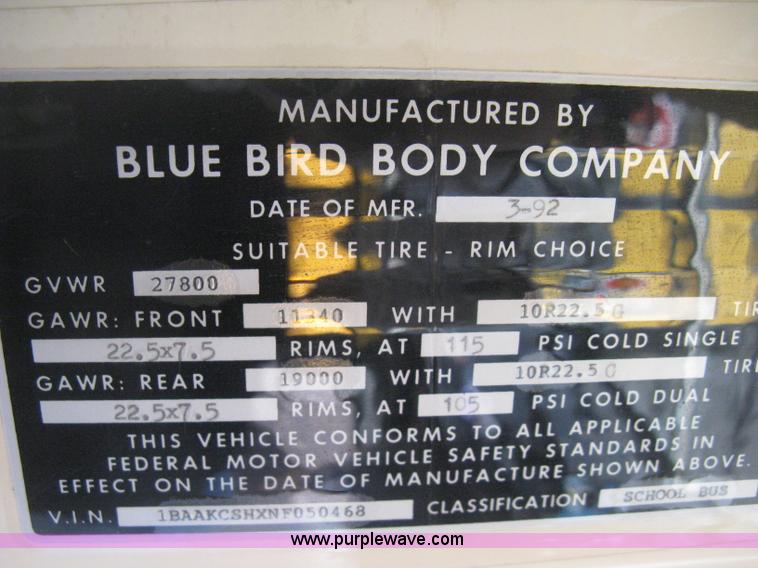 MANUFACTURED BY
BLUE BIRD BODY COMPANY
DATE OF MFR. 3-92
SUITABLE TIRE - RIM CHOICE
GVWR 27800
GAWR: FRONT 11340 WITH 10R22.5G TIR
22.5x7.5 RIMS, AT 115 PSI COLD SINGLE
GAWR: REAR 19000 WITH 10R22.5G TIRE
22.5x7.5 RIMS, AT 105 PSI COLD DUAL
THIS VEHICLE CONFORMS TO ALL APPLICABLE
FEDERAL MOTOR VEHICLE SAFETY STANDARDS IN
EFFECT ON THE DATE OF MANUFACTURE SHOWN ABOVE.
V.I.N. 1BAAKCSHXNF050468 CLASSIFICATION SCHOOL BUS
www.purplewave.com